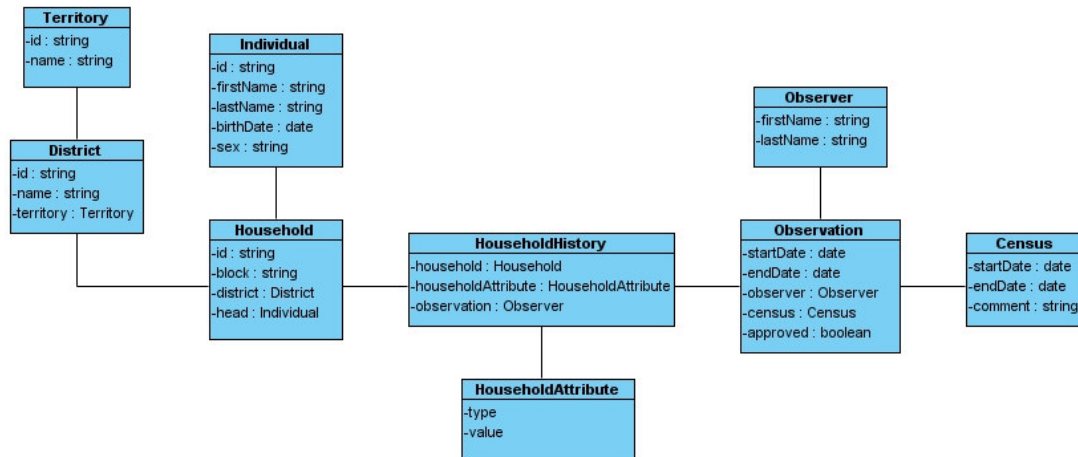 Territory
-id : string
-name : string
Individual
-id : string
-firstName : string
-lastName : string
-birthDate : date
-sex : string
Observer
-firstName : string
-lastName : string
District
-id : string
-name : string
-territory : Territory
Household
-id : string
-block : string
-district : District
-head : Individual
HouseholdHistory
-household : Household
-householdAttribute : HouseholdAttribute
-observation : Observer
Observation
-startDate : date
-endDate : date
-observer : Observer
-census : Census
-approved : boolean
Census
-startDate : date
-endDate : date
-comment : string
HouseholdAttribute
-type
-value